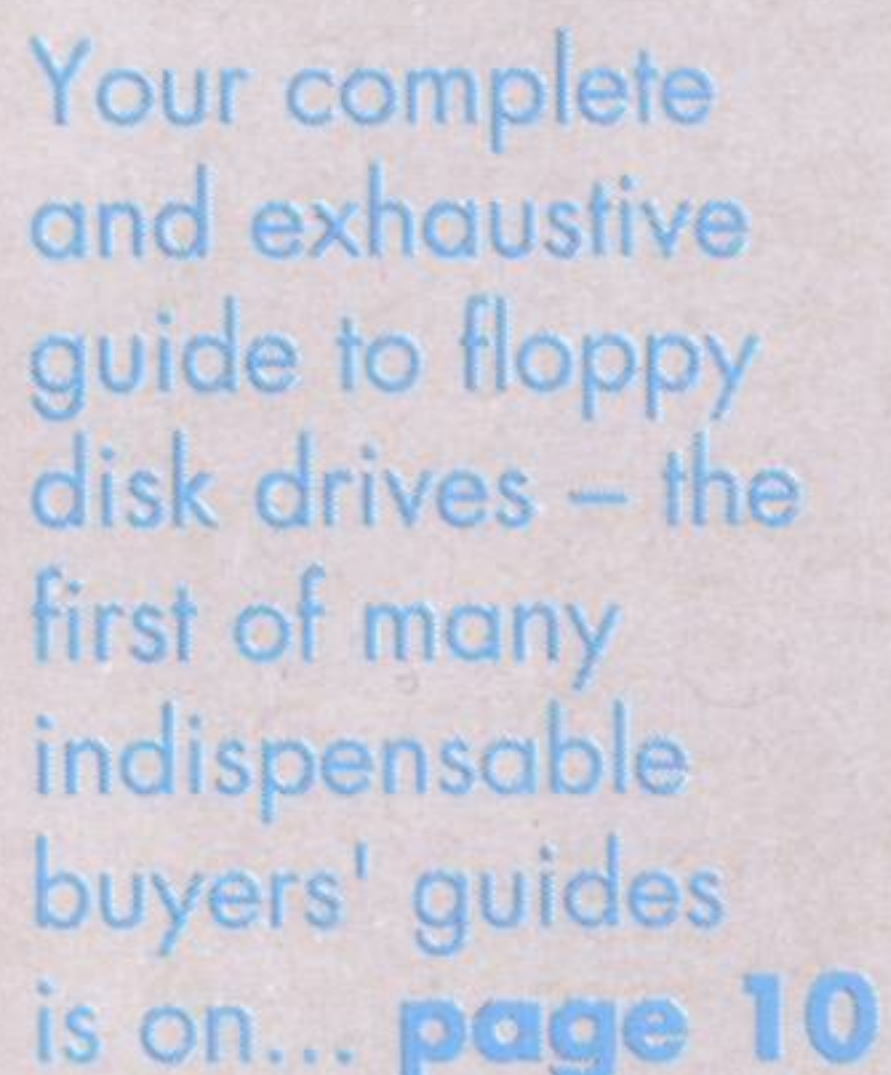 Your complete
and exhaustive
guide to floppy
disk drives – the
first of many
indispensable
buyers' guides
is on... page 10